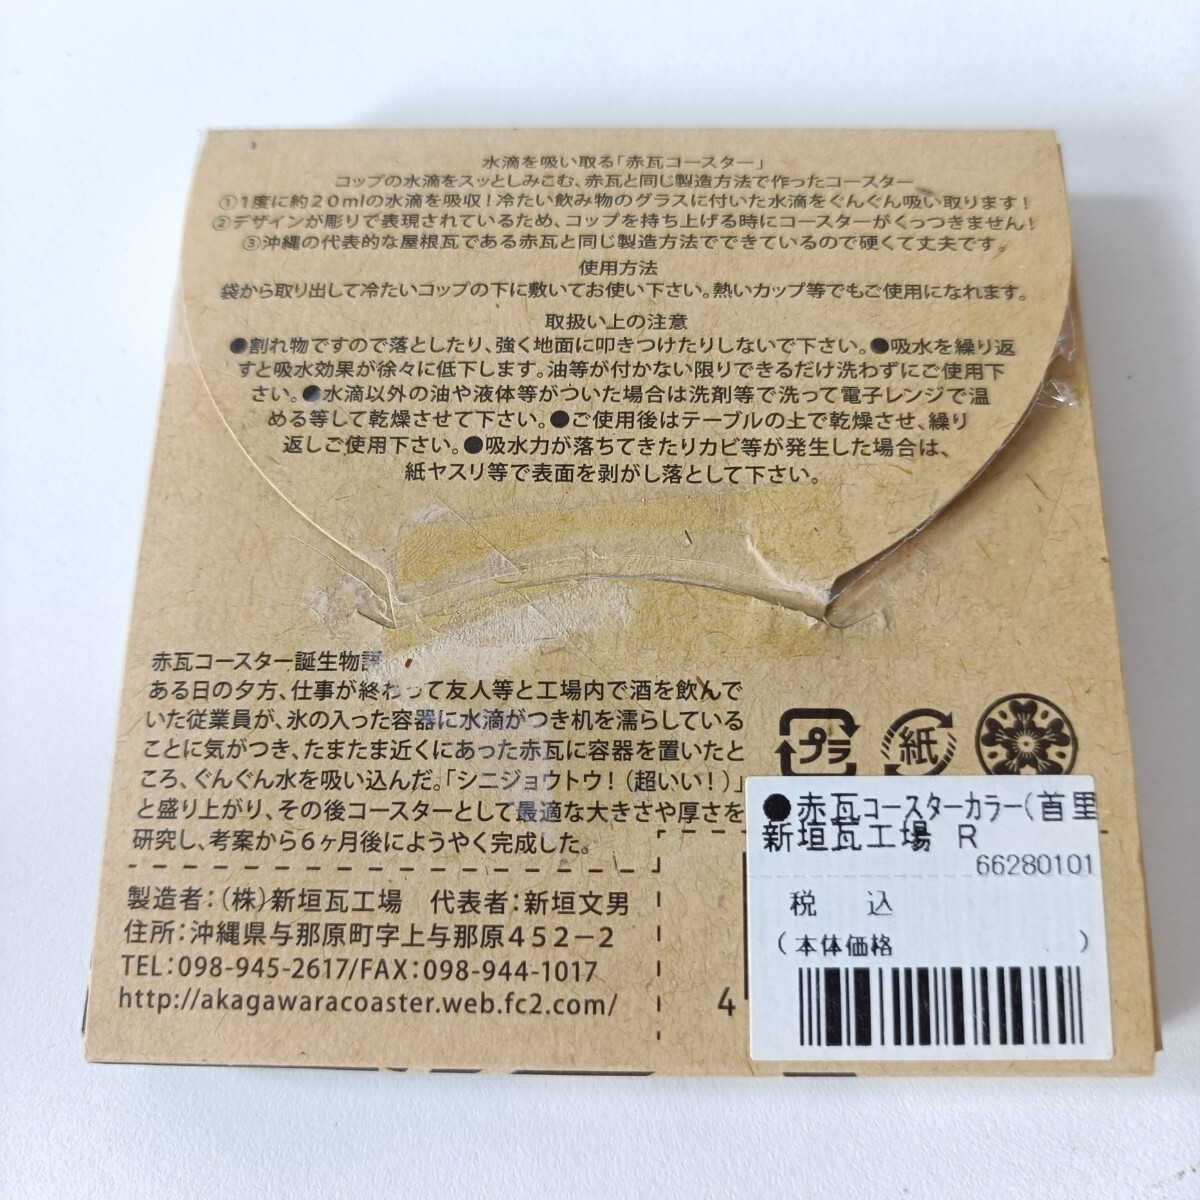 水滴を吸い取る「赤瓦コースター」
コップの水滴をスッとしみこむ、赤瓦と同じ製造方法で作ったコースター
①1度に約20mlの水滴を吸収！冷たい飲み物のグラスに付いた水滴をぐんぐん吸い取ります！
②デザインが彫りで表現されているため、コップを持ち上げる時にコースターがくっつきません！
③沖縄の代表的な屋根瓦である赤瓦と同じ製造方法でできているので硬くて丈夫です。
使用方法
袋から取り出して冷たいコップの下に敷いてお使い下さい。熱いカップ等でもご使用になれます。
取扱い上の注意
●割れ物ですので落としたり、強く地面に叩きつけたりしないで下さい。●吸水を繰り返
すと吸水効果が徐々に低下します。油等が付かない限りできるだけ洗わずにご使用下
さい。●水滴以外の油や液体等がついた場合は洗剤等で洗って電子レンジで温
める等して乾燥させて下さい。●ご使用後はテーブルの上で乾燥させ、繰り
返しご使用下さい。●吸水力が落ちてきたりカビ等が発生した場合は、
紙ヤスリ等で表面を剥がし落として下さい。
赤瓦コースター誕生物語
ある日の夕方、仕事が終わって友人等と工場内で酒を飲んで
いた従業員が、氷の入った容器に水滴がつき机を濡らしている
ことに気がつき、たまたま近くにあった赤瓦に容器を置いたと
ころ、ぐんぐん水を吸い込んだ。「シニジョウトウ！（超いい！）」
と盛り上がり、その後コースターとして最適な大きさや厚さを
研究し、考案から6ヶ月後にようやく完成した。
製造者：（株）新垣瓦工場　代表者：新垣文男
住所：沖縄県与那原町字上与那原452－2
TEL：098-945-2617/FAX：098-944-1017
http://akagawaracoaster.web.fc2.com/
プラ
紙
●赤瓦コースターカラー（首里
新垣瓦工場 R
66280101
税　込
（本体価格　　　　）
4